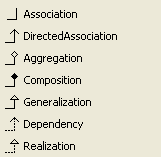 Association
DirectedAssociation
Aggregation
Composition
Generalization
Dependency
Realization